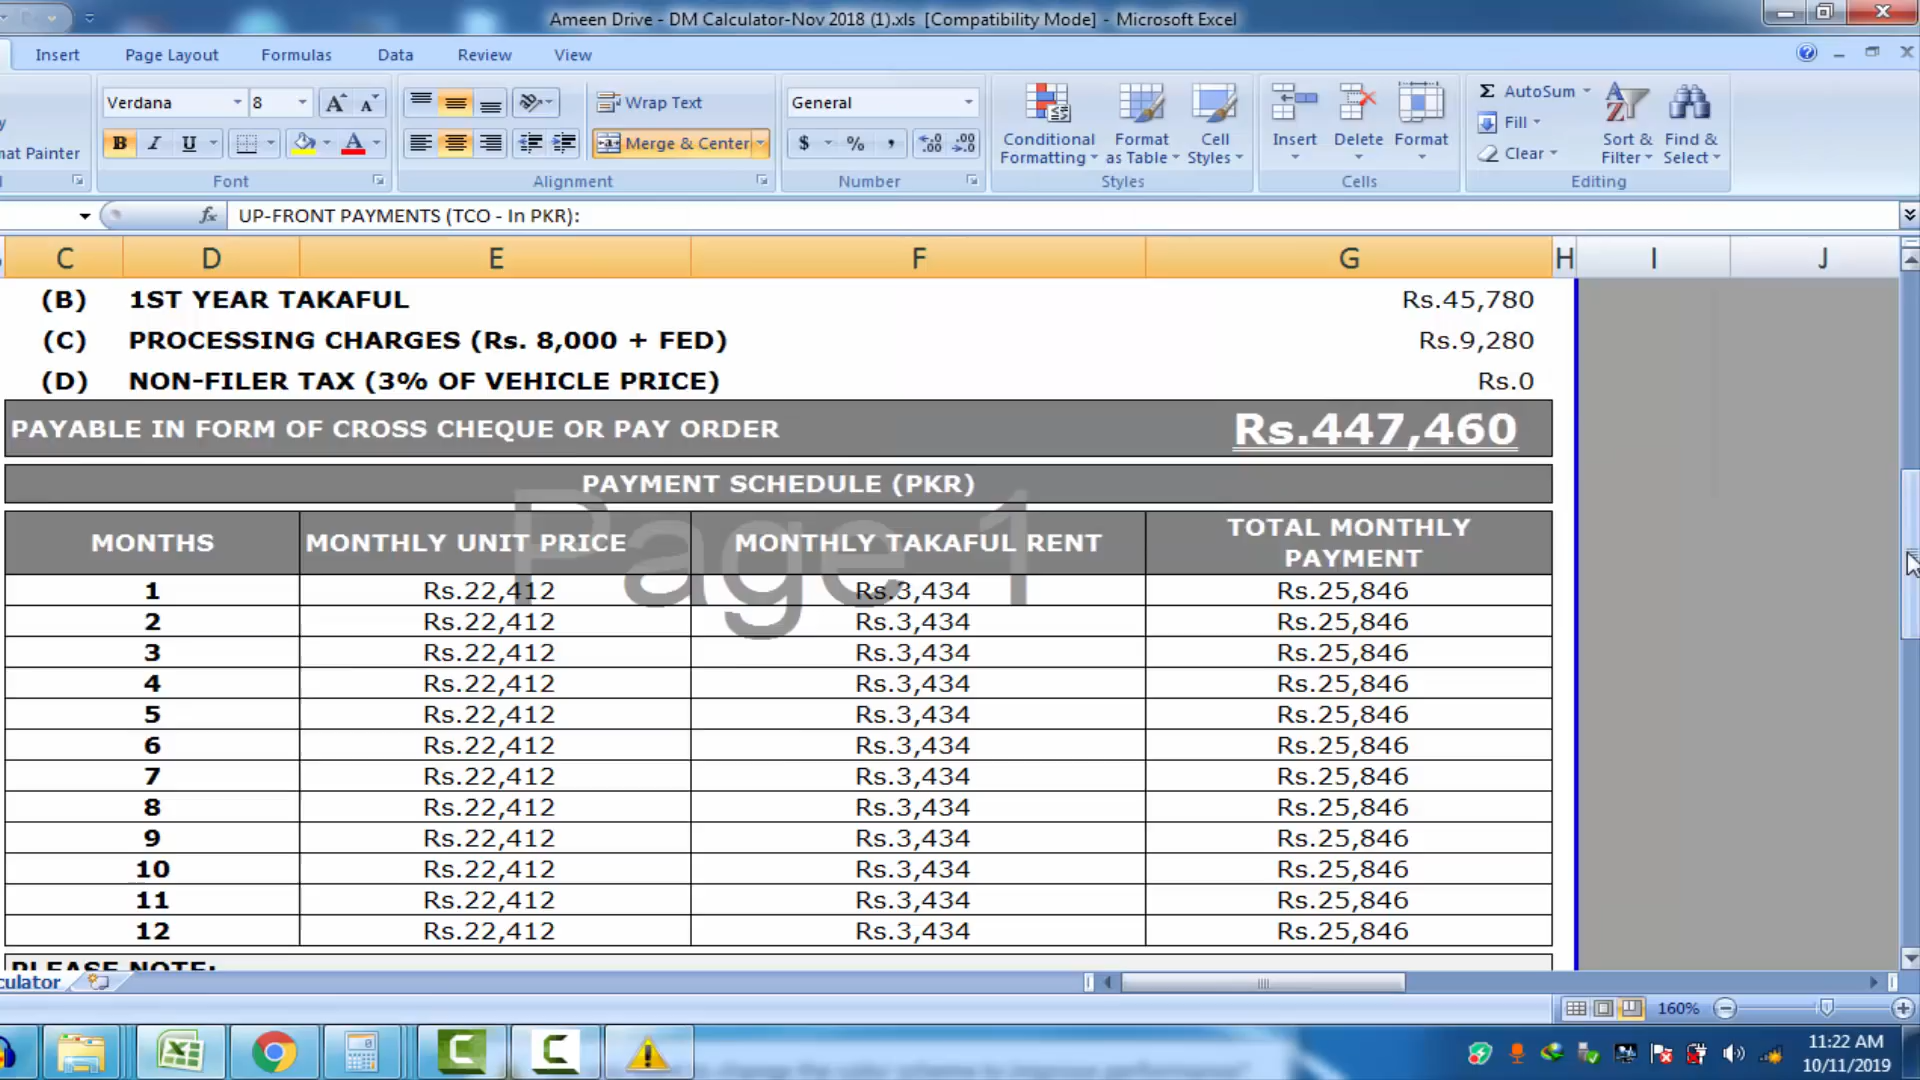 Ameen Drive - DM Calculator-Nov 2018 (1).xls [Compatibility Mode] - Microsoft Excel
Insert Page Layout Formulas Data Review View
Verdana 8 Wrap Text General
AutoSum
Fill
Clear
mat Painter
B I U Merge & Center $ % ,
Conditional Formatting Format as Table Cell Styles Insert Delete Format Sort & Filter Find & Select
Font Alignment Number Styles Cells Editing
fx UP-FRONT PAYMENTS (TCO - In PKR):
C D E F G H I J
(B) 1ST YEAR TAKAFUL Rs.45,780
(C) PROCESSING CHARGES (Rs. 8,000 + FED) Rs.9,280
(D) NON-FILER TAX (3% OF VEHICLE PRICE) Rs.0
PAYABLE IN FORM OF CROSS CHEQUE OR PAY ORDER Rs.447,460
PAYMENT SCHEDULE (PKR)
Page 1
MONTHS MONTHLY UNIT PRICE MONTHLY TAKAFUL RENT TOTAL MONTHLY PAYMENT
1 Rs.22,412 Rs.3,434 Rs.25,846
2 Rs.22,412 Rs.3,434 Rs.25,846
3 Rs.22,412 Rs.3,434 Rs.25,846
4 Rs.22,412 Rs.3,434 Rs.25,846
5 Rs.22,412 Rs.3,434 Rs.25,846
6 Rs.22,412 Rs.3,434 Rs.25,846
7 Rs.22,412 Rs.3,434 Rs.25,846
8 Rs.22,412 Rs.3,434 Rs.25,846
9 Rs.22,412 Rs.3,434 Rs.25,846
10 Rs.22,412 Rs.3,434 Rs.25,846
11 Rs.22,412 Rs.3,434 Rs.25,846
12 Rs.22,412 Rs.3,434 Rs.25,846
PLEASE NOTE:
culator
160%
11:22 AM
10/11/2019